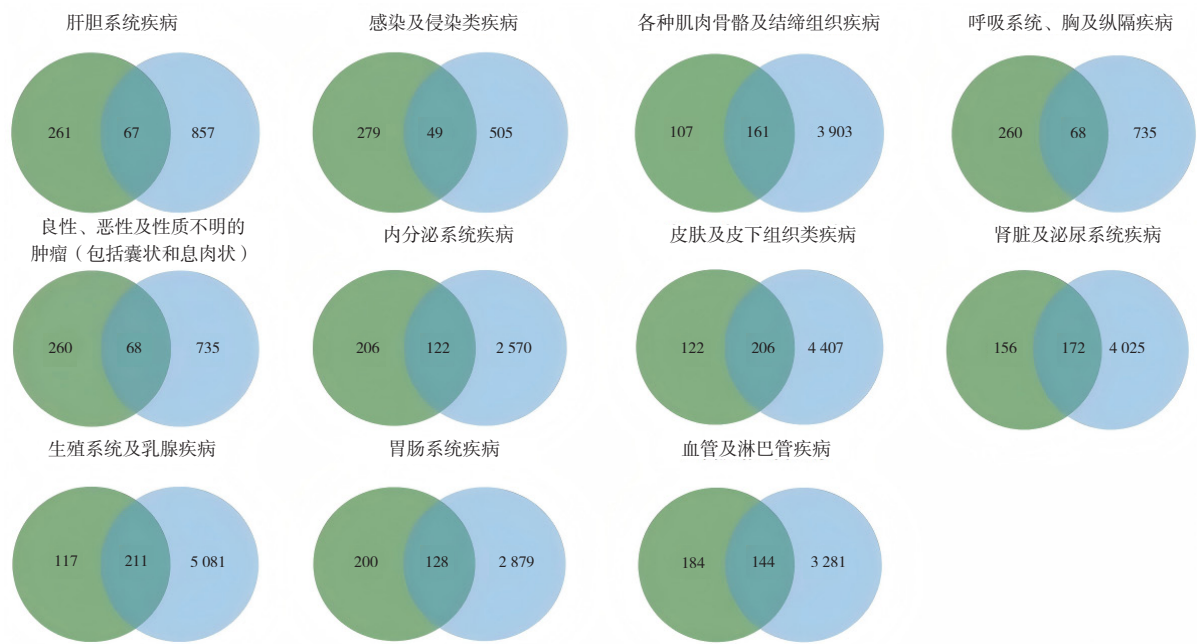 肝胆系统疾病
261 67 857
感染及侵染类疾病
279 49 505
各种肌肉骨骼及结缔组织疾病
107 161 3 903
呼吸系统、胸及纵隔疾病
260 68 735
良性、恶性及性质不明的
肿瘤（包括囊状和息肉状）
260 68 735
内分泌系统疾病
206 122 2 570
皮肤及皮下组织类疾病
122 206 4 407
肾脏及泌尿系统疾病
156 172 4 025
生殖系统及乳腺疾病
117 211 5 081
胃肠系统疾病
200 128 2 879
血管及淋巴管疾病
184 144 3 281